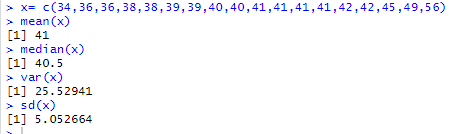 > x= c(34,36,36,38,38,39,39,40,40,41,41,41,41,42,42,45,49,56)
> mean(x)
[1] 41
> median(x)
[1] 40.5
> var(x)
[1] 25.52941
> sd(x)
[1] 5.052664
>